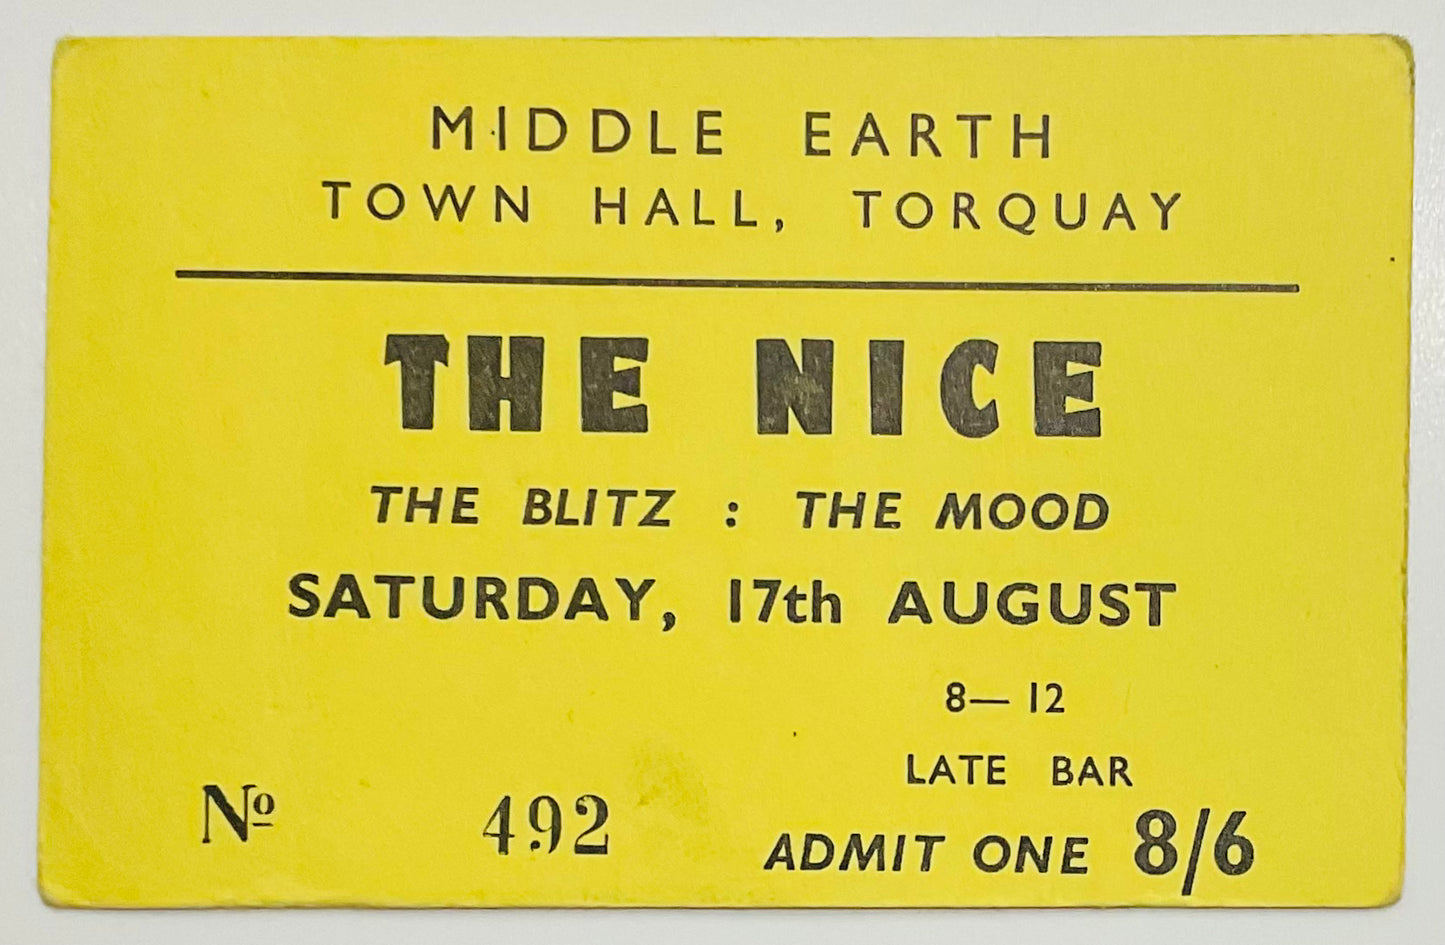 MIDDLE EARTH
TOWN HALL, TORQUAY
THE NICE
THE BLITZ : THE MOOD
SATURDAY, 17th AUGUST
8— 12
LATE BAR
Nº 492
ADMIT ONE 8/6